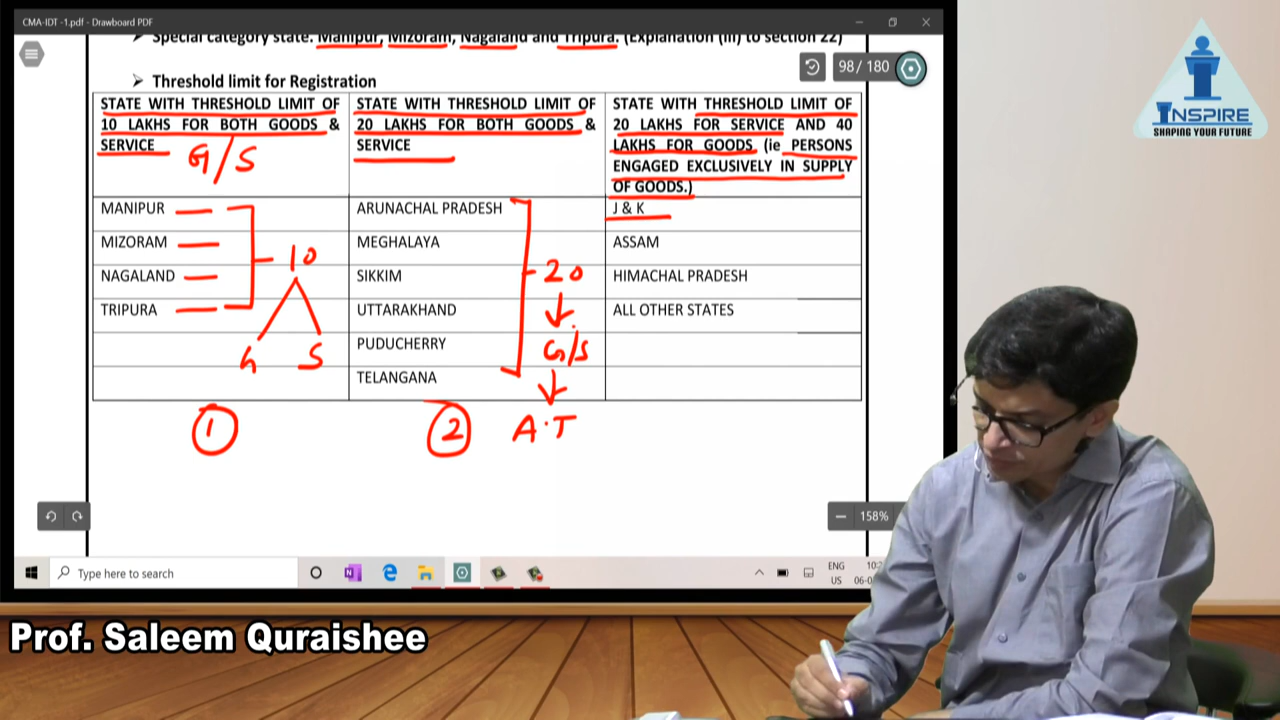 CMA-IDT -1.pdf - Drawboard PDF
➤ Special category state: Manipur, Mizoram, Nagaland and Tripura. (Explanation (iii) to section 22)
➤ Threshold limit for Registration
98 / 180
STATE WITH THRESHOLD LIMIT OF
10 LAKHS FOR BOTH GOODS &
SERVICE
G/S
STATE WITH THRESHOLD LIMIT OF
20 LAKHS FOR BOTH GOODS &
SERVICE
STATE WITH THRESHOLD LIMIT OF
20 LAKHS FOR SERVICE AND 40
LAKHS FOR GOODS (ie PERSONS
ENGAGED EXCLUSIVELY IN SUPPLY
OF GOODS.)
MANIPUR
ARUNACHAL PRADESH
J & K
MIZORAM
MEGHALAYA
ASSAM
NAGALAND
SIKKIM
HIMACHAL PRADESH
TRIPURA
UTTARAKHAND
ALL OTHER STATES
PUDUCHERRY
TELANGANA
10
G S
20
G/S
A.T
1
2
158%
Type here to search
ENG
US
10:2
06-0
INSPIRE
SHAPING YOUR FUTURE
Prof. Saleem Quraishee